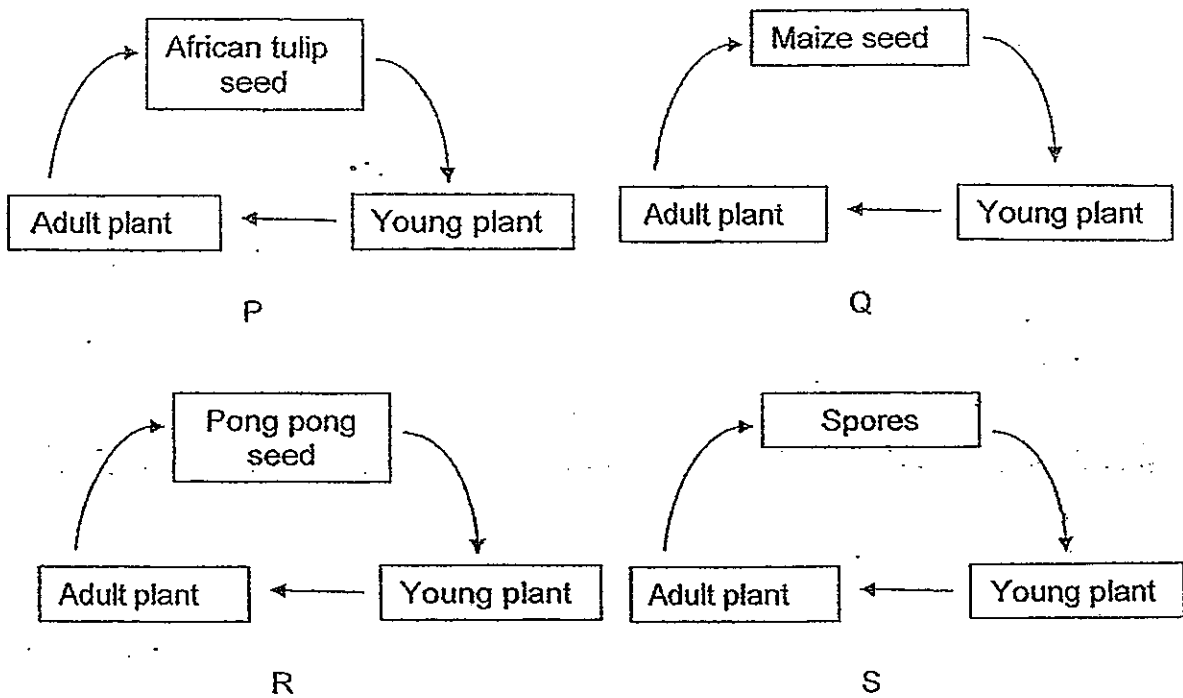 African tulip
seed
Adult plant
Young plant
P
Maize seed
Adult plant
Young plant
Q
Pong pong
seed
Adult plant
Young plant
R
Spores
Adult plant
Young plant
S